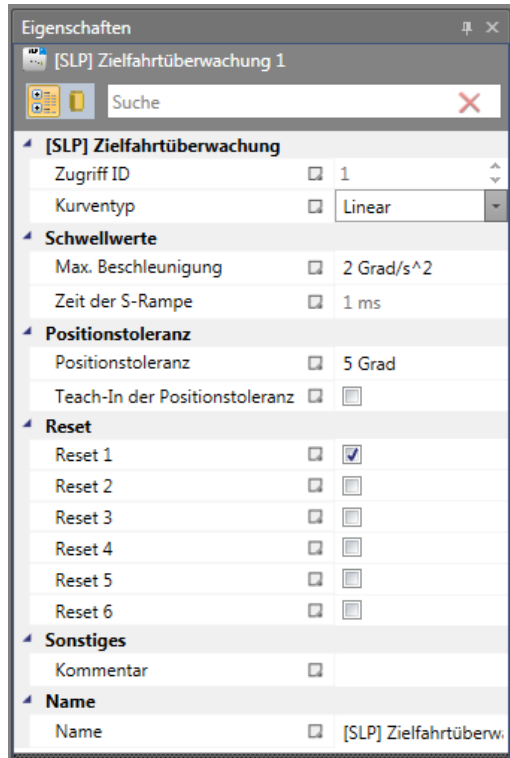 Eigenschaften
[SLP] Zielfahrtüberwachung 1
Suche
[SLP] Zielfahrtüberwachung
Zugriff ID 1
Kurventyp Linear
Schwellwerte
Max. Beschleunigung 2 Grad/s^2
Zeit der S-Rampe 1 ms
Positionstoleranz
Positionstoleranz 5 Grad
Teach-In der Positionstoleranz
Reset
Reset 1
Reset 2
Reset 3
Reset 4
Reset 5
Reset 6
Sonstiges
Kommentar
Name
Name [SLP] Zielfahrtüberw